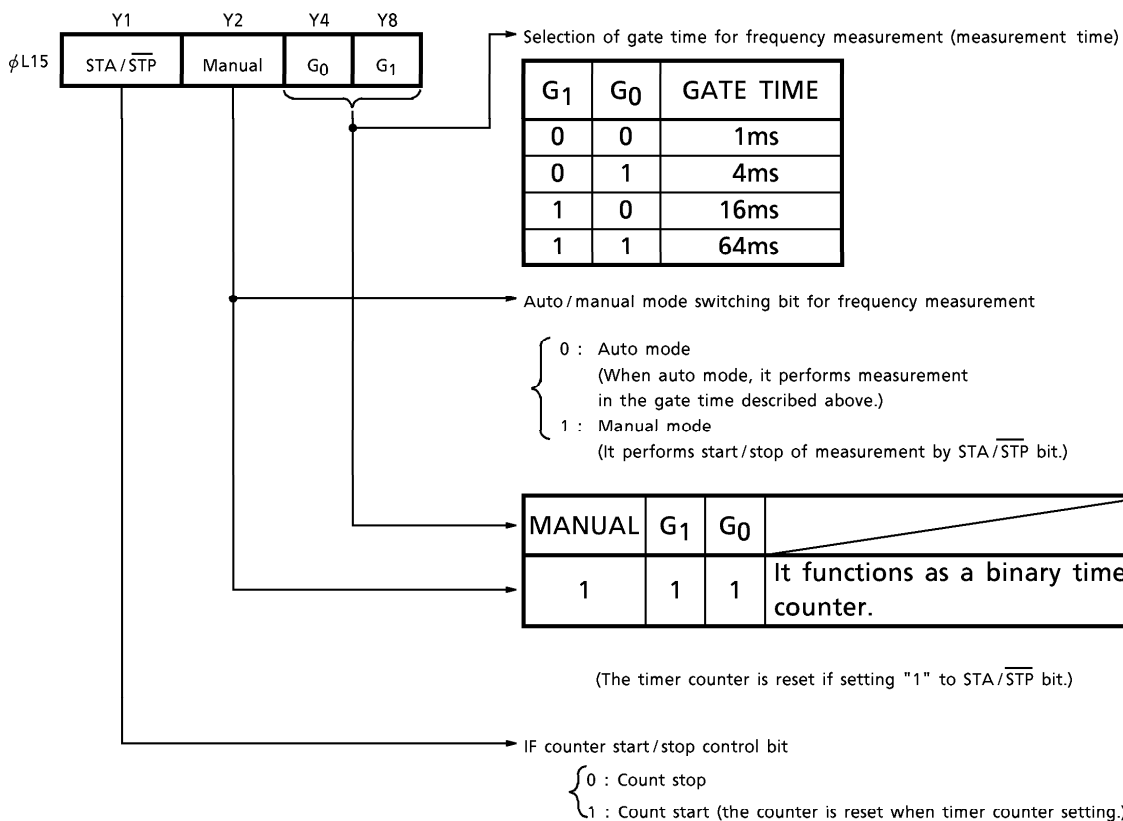 Y1 Y2 Y4 Y8
φL15 STA/S̅T̅P̅ Manual G0 G1
Selection of gate time for frequency measurement (measurement time)
G1 G0 GATE TIME
0 0 1ms
0 1 4ms
1 0 16ms
1 1 64ms
Auto/manual mode switching bit for frequency measurement
0 : Auto mode
(When auto mode, it performs measurement
in the gate time described above.)
1 : Manual mode
(It performs start/stop of measurement by STA/S̅T̅P̅ bit.)
MANUAL G1 G0
1 1 1 It functions as a binary time
counter.
(The timer counter is reset if setting "1" to STA/S̅T̅P̅ bit.)
IF counter start/stop control bit
0 : Count stop
1 : Count start (the counter is reset when timer counter setting.)